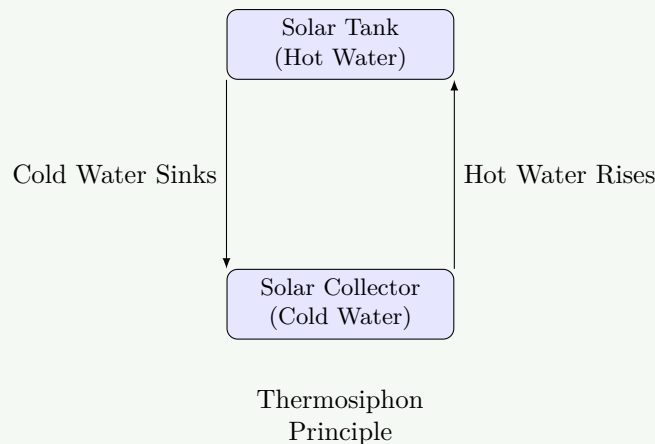 Solar Tank
(Hot Water)
Cold Water Sinks
Hot Water Rises
Solar Collector
(Cold Water)
Thermosiphon
Principle